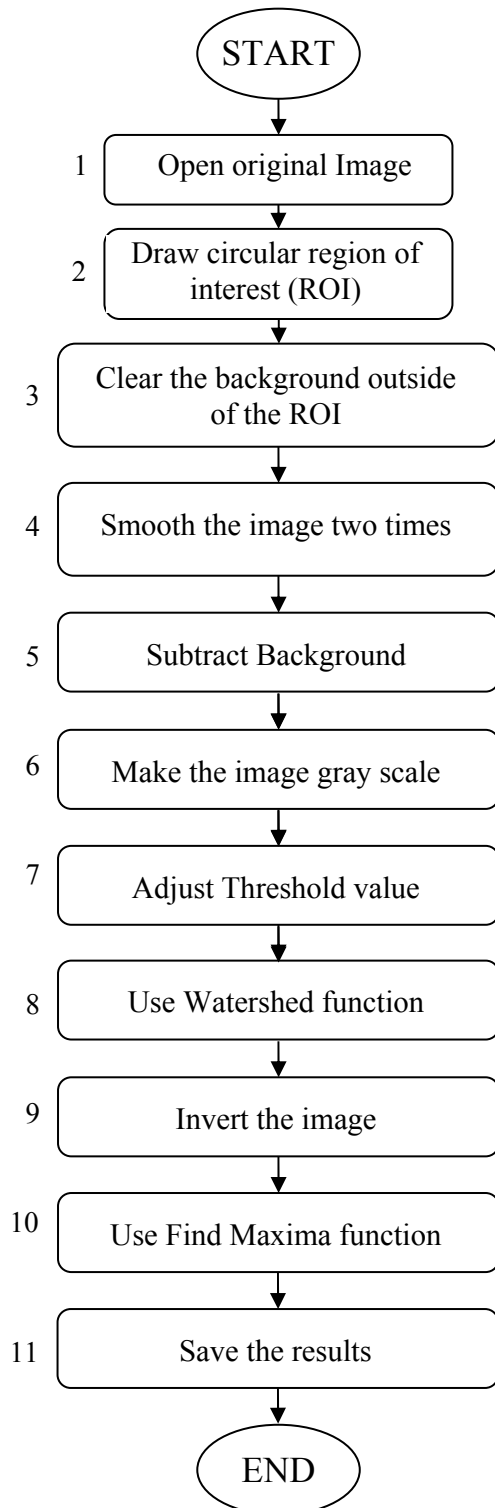 START
1
Open original Image
2
Draw circular region of
interest (ROI)
3
Clear the background outside
of the ROI
4
Smooth the image two times
5
Subtract Background
6
Make the image gray scale
7
Adjust Threshold value
8
Use Watershed function
9
Invert the image
10
Use Find Maxima function
11
Save the results
END